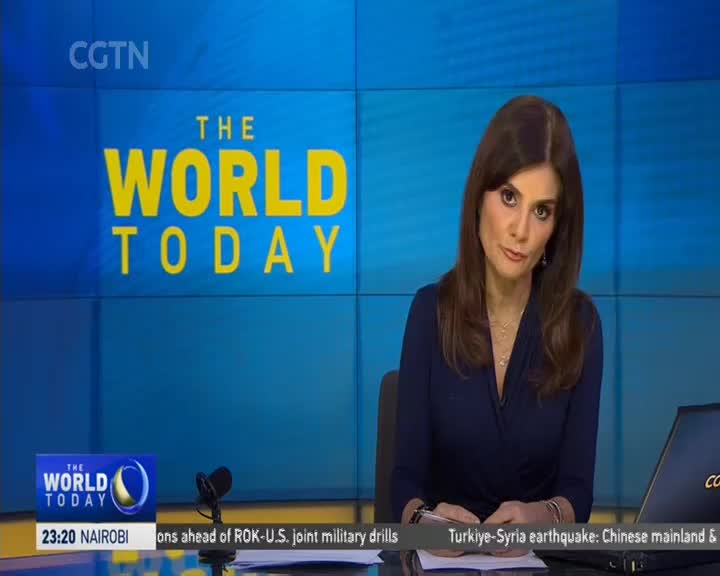 CGTN
THE
WORLD
TODAY
THE
WORLD
TODAY
23:20 NAIROBI
ons ahead of ROK-U.S. joint military drills
Turkiye-Syria earthquake: Chinese mainland &
CO